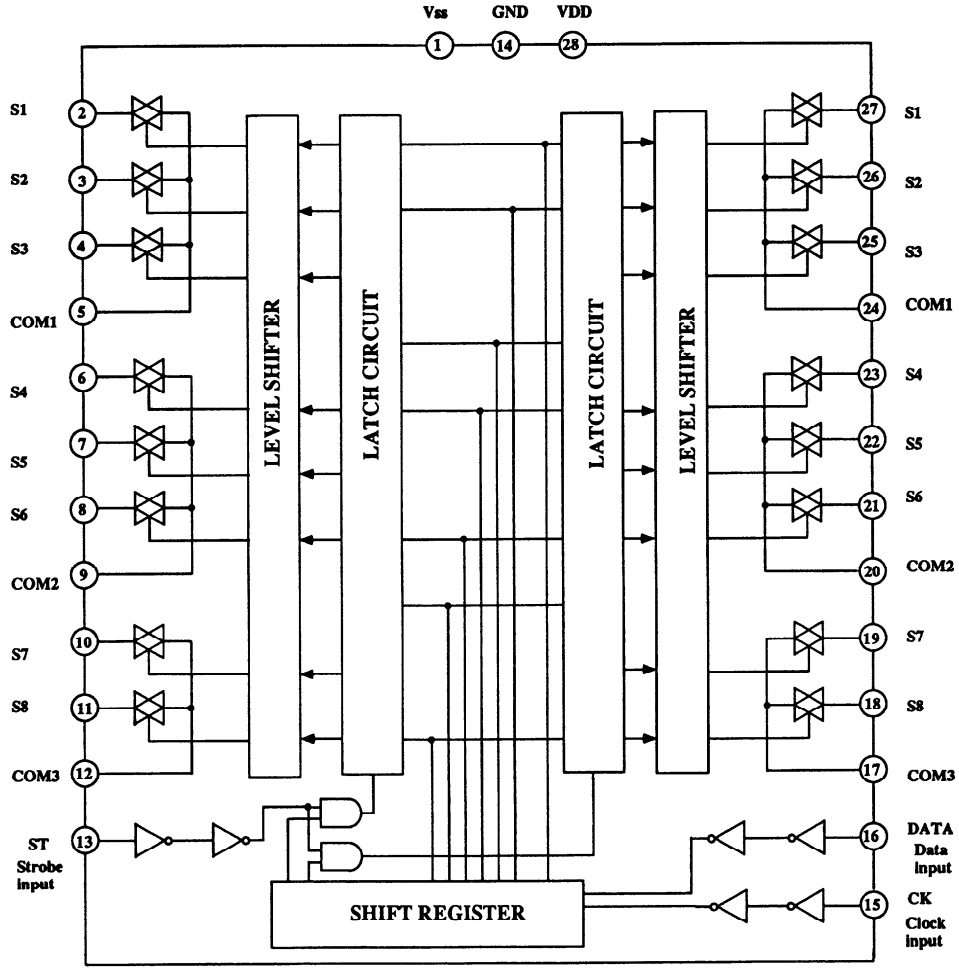 Vss GND VDD
1 14 28
S1 2
S2 3
S3 4
COM1 5
S4 6
S5 7
S6 8
COM2 9
S7 10
S8 11
COM3 12
ST 13
Strobe
input
LEVEL SHIFTER
LATCH CIRCUIT
LATCH CIRCUIT
LEVEL SHIFTER
27 S1
26 S2
25 S3
24 COM1
23 S4
22 S5
21 S6
20 COM2
19 S7
18 S8
17 COM3
16 DATA
Data
input
15 CK
Clock
input
SHIFT REGISTER